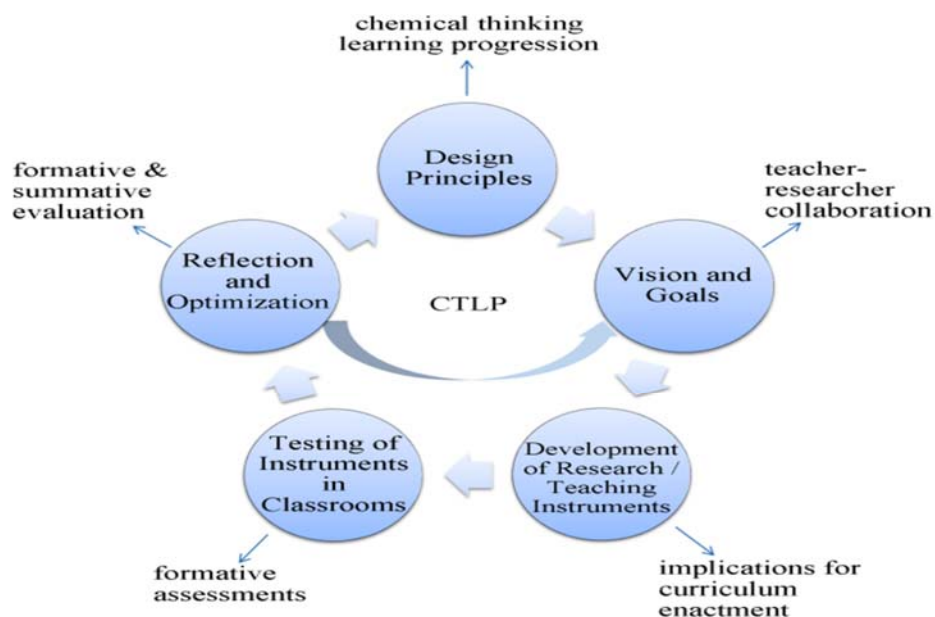 chemical thinking
learning progression
Design
Principles
teacher-
researcher
collaboration
Vision and
Goals
Development
of Research /
Teaching
Instruments
implications for
curriculum
enactment
Testing of
Instruments
in
Classrooms
formative
assessments
Reflection
and
Optimization
formative &
summative
evaluation
CTLP